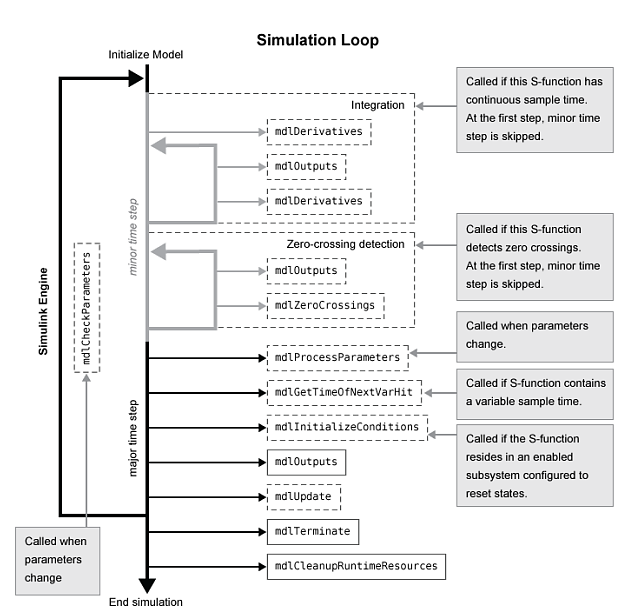 Simulation Loop
Initialize Model
Called if this S-function has
continuous sample time.
At the first step, minor time
step is skipped.
Integration
mdlDerivatives
mdlOutputs
mdlDerivatives
minor time step
Called if this S-function
detects zero crossings.
At the first step, minor time
step is skipped.
Zero-crossing detection
mdlOutputs
mdlZeroCrossings
Simulink Engine
mdlCheckParameters
Called when parameters
change.
mdlProcessParameters
Called if S-function contains
a variable sample time.
mdlGetTimeOfNextVarHit
major time step
mdlInitializeConditions
Called if the S-function
resides in an enabled
subsystem configured to
reset states.
mdlOutputs
mdlUpdate
mdlTerminate
Called when
parameters
change
mdlCleanupRuntimeResources
End simulation